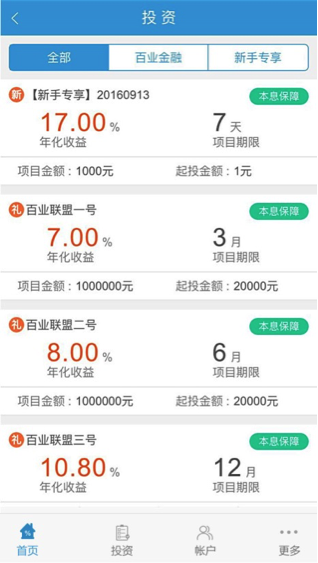 投资
全部 百业金融 新手专享
新 【新手专享】20160913 本息保障
17.00 % 7 天
年化收益 项目期限
项目金额：1000元 起投金额：1元
礼 百业联盟一号 本息保障
7.00 % 3 月
年化收益 项目期限
项目金额：1000000元 起投金额：20000元
礼 百业联盟二号 本息保障
8.00 % 6 月
年化收益 项目期限
项目金额：1000000元 起投金额：20000元
礼 百业联盟三号 本息保障
10.80 % 12 月
年化收益 项目期限
首页 投资 帐户 更多